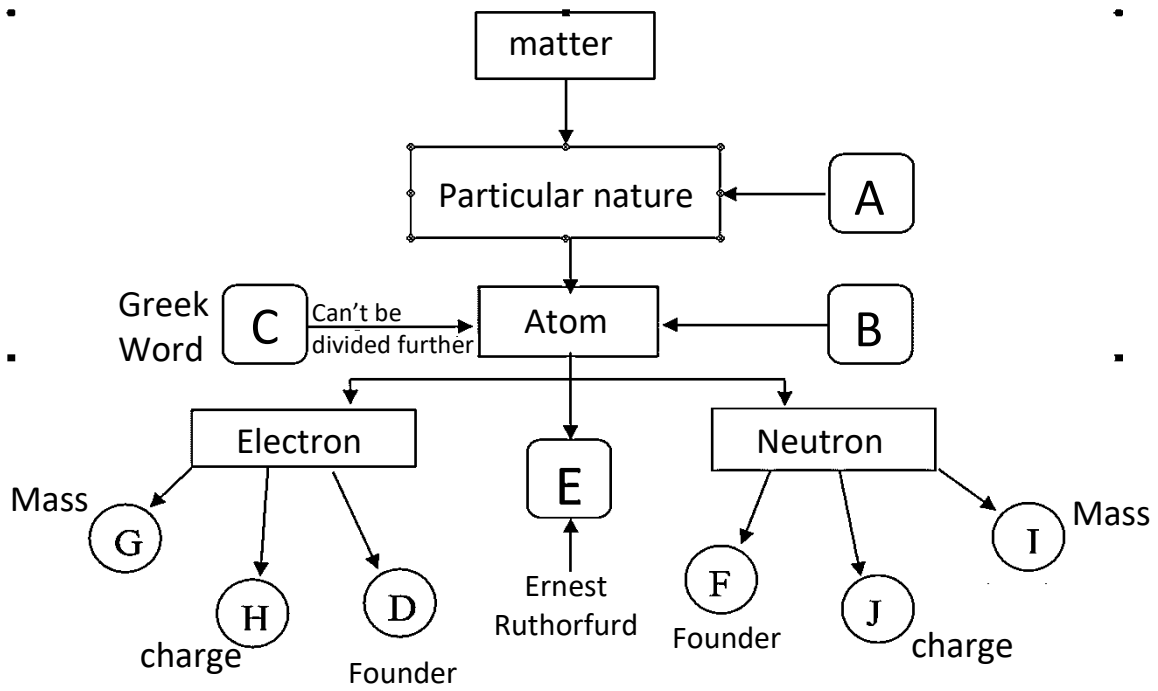 matter
Particular nature
A
Greek
Word
C
Can't be
divided further
Atom
B
Electron
E
Neutron
Mass
G
H
charge
D
Founder
Ernest
Ruthorfurd
F
Founder
J
charge
I
Mass